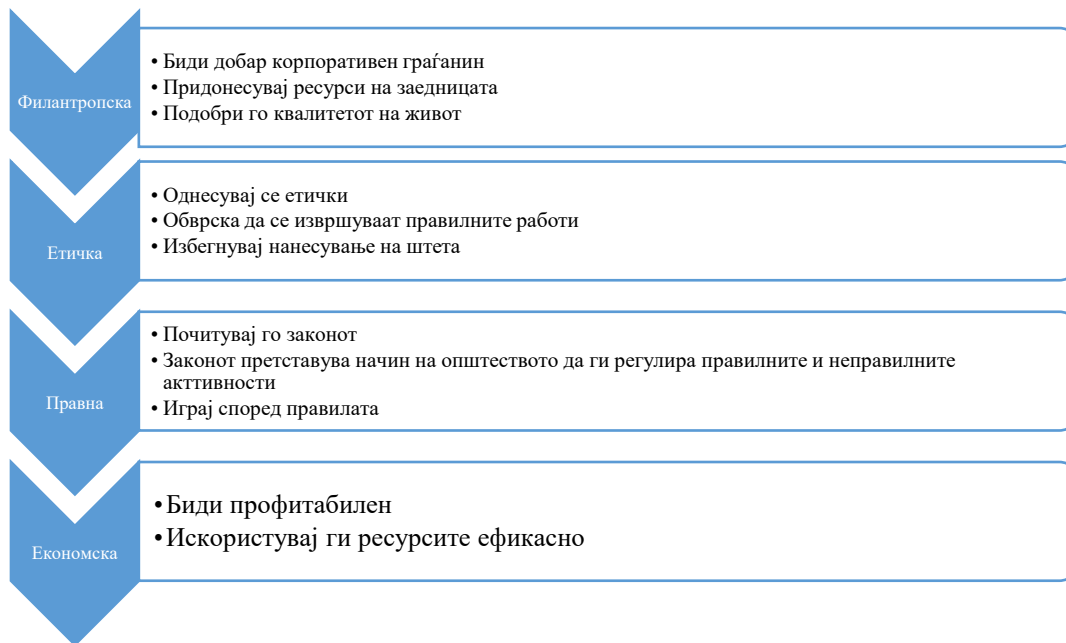 Филантропска
• Биди добар корпоративен граѓанин
• Придонесувај ресурси на заедницата
• Подобри го квалитетот на живот
Етичка
• Однесувај се етички
• Обврска да се извршуваат правилните работи
• Избегнувај нанесување на штета
Правна
• Почитувај го законот
• Законот претставува начин на општеството да ги регулира правилните и неправилните
акттивности
• Играј според правилата
Економска
• Биди профитабилен
• Искористувај ги ресурсите ефикасно